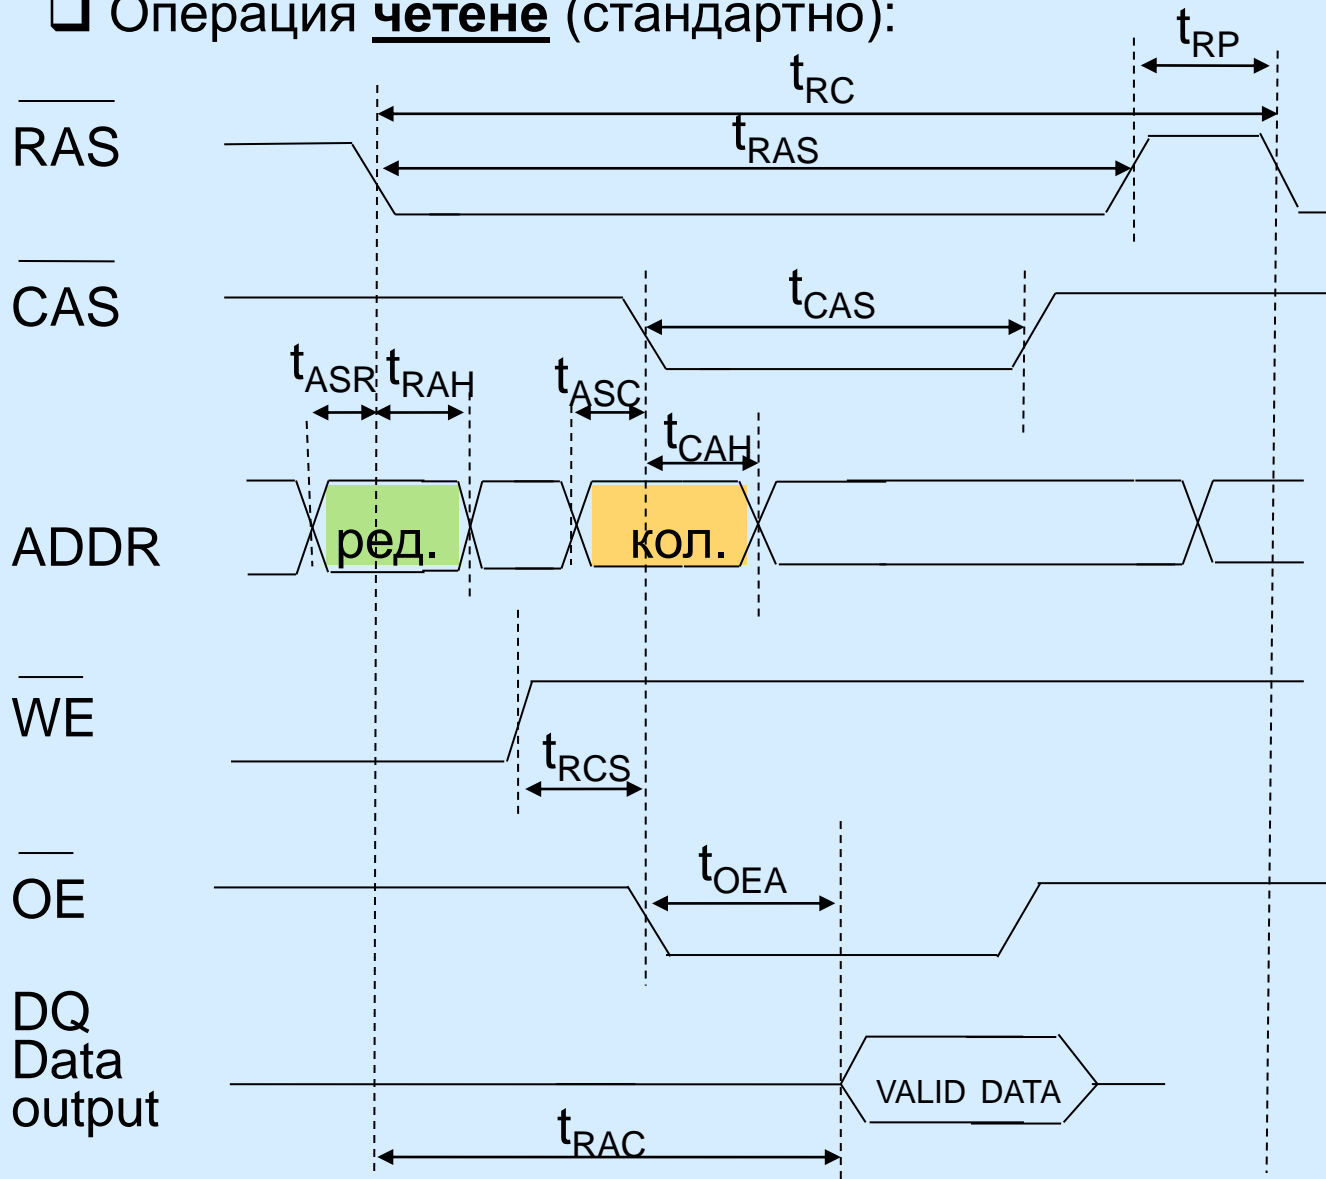 ❑ Операция четене (стандартно):
tRP
tRC
RAS
tRAS
CAS
tCAS
tASR tRAH tASC
tCAH
ADDR ред. кол.
WE
tRCS
OE
tOEA
DQ
Data
output
VALID DATA
tRAC